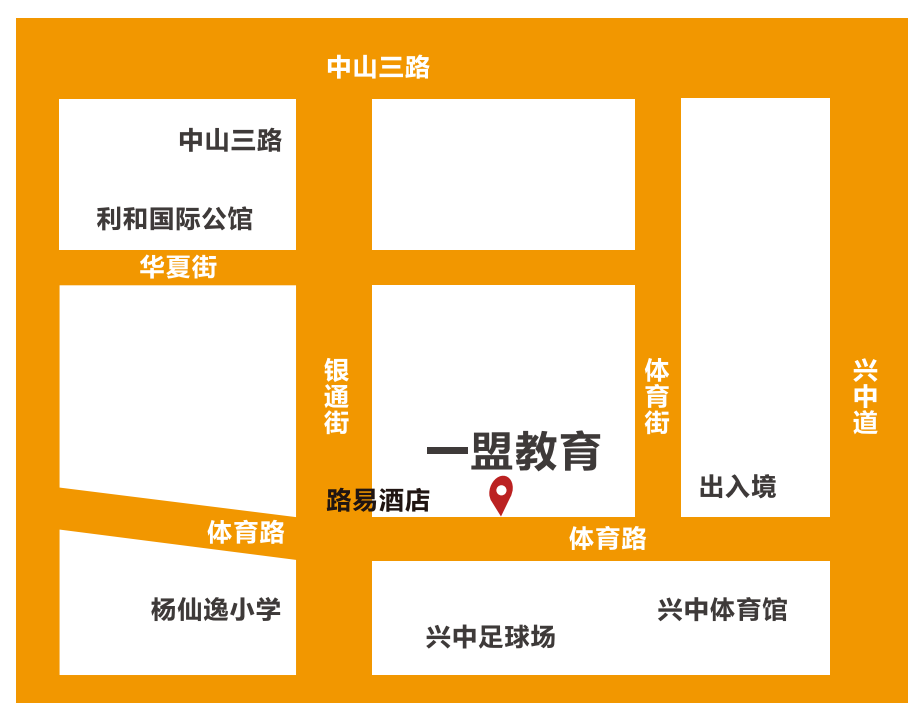 中山三路
中山三路
利和国际公馆
华夏街
银通街
体育街
兴中道
一盟教育
出入境
路易酒店
体育路
体育路
杨仙逸小学
兴中体育馆
兴中足球场